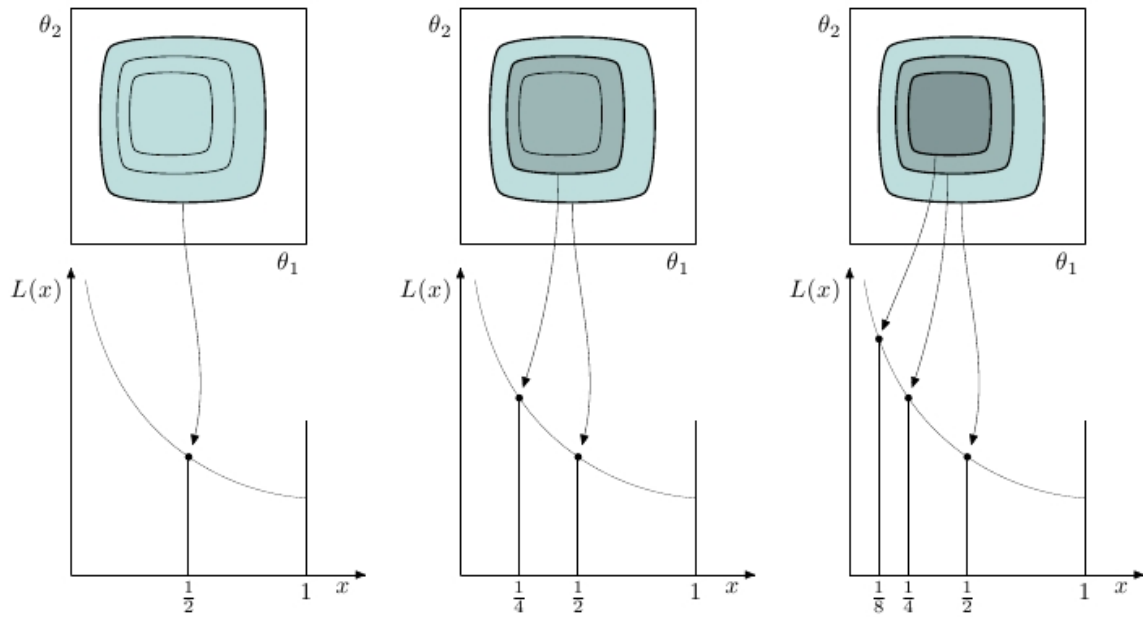 θ₂ θ₂ θ₂
θ₁ θ₁ θ₁
L(x) L(x) L(x)
1/2 1 x 1/4 1/2 1 x 1/8 1/4 1/2 1 x